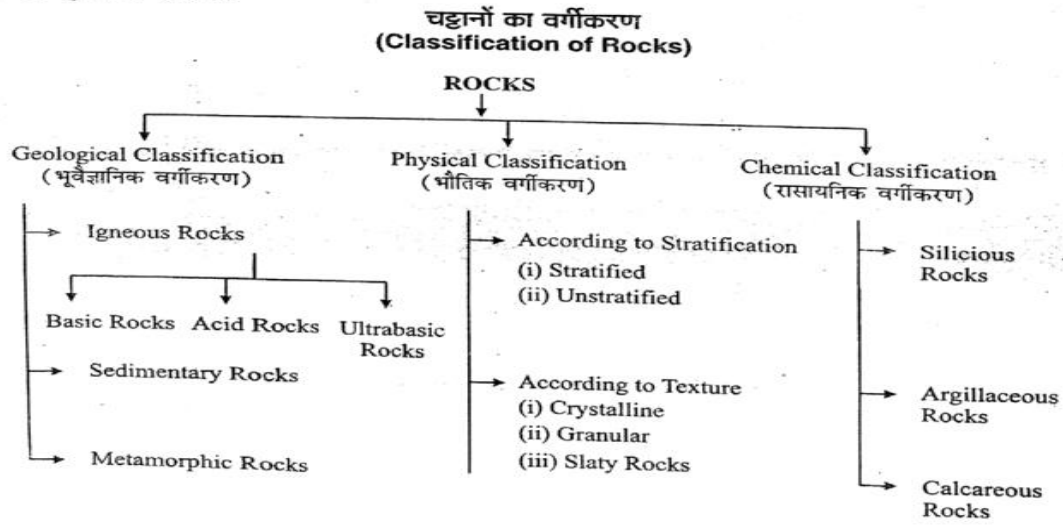 चट्टानों का वर्गीकरण
(Classification of Rocks)
ROCKS
Geological Classification
(भूवैज्ञानिक वर्गीकरण)
Igneous Rocks
Basic Rocks
Acid Rocks
Ultrabasic
Rocks
Sedimentary Rocks
Metamorphic Rocks
Physical Classification
(भौतिक वर्गीकरण)
According to Stratification
(i) Stratified
(ii) Unstratified
According to Texture
(i) Crystalline
(ii) Granular
(iii) Slaty Rocks
Chemical Classification
(रासायनिक वर्गीकरण)
Silicious
Rocks
Argillaceous
Rocks
Calcareous
Rocks